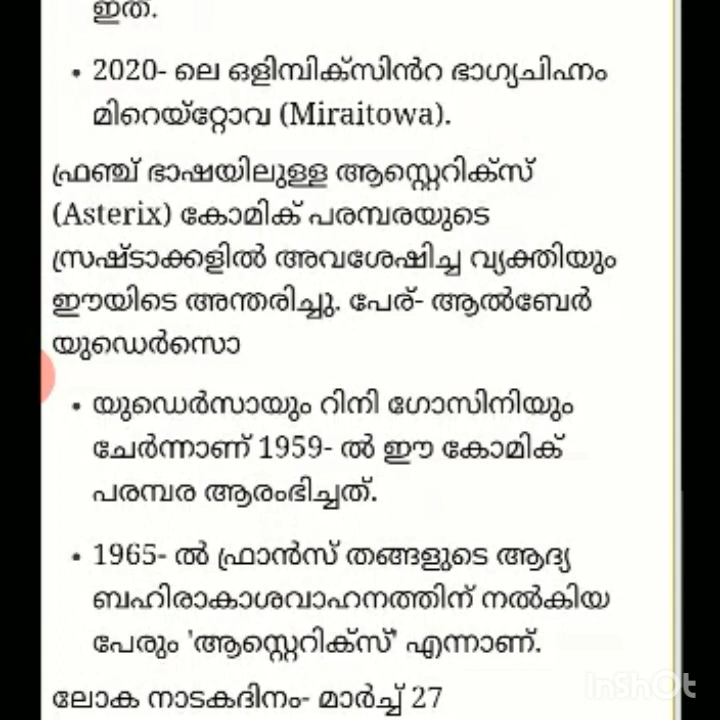 ഇത്.
• 2020- ലെ ഒളിമ്പിക്സിൻറ ഭാഗ്യചിഹ്നം
മിറെയ്റ്റോവ (Miraitowa).
ഫ്രഞ്ച് ഭാഷയിലുള്ള ആസ്റ്റെറിക്സ്
(Asterix) കോമിക് പരമ്പരയുടെ
സ്രഷ്ടാക്കളിൽ അവശേഷിച്ച വ്യക്തിയും
ഈയിടെ അന്തരിച്ചു. പേര്- ആൽബേർ
യുഡെർസൊ
• യുഡെർസായും റിനി ഗോസിനിയും
ചേർന്നാണ് 1959- ൽ ഈ കോമിക്
പരമ്പര ആരംഭിച്ചത്.
• 1965- ൽ ഫ്രാൻസ് തങ്ങളുടെ ആദ്യ
ബഹിരാകാശവാഹനത്തിന് നൽകിയ
പേരും 'ആസ്റ്റെറിക്സ്' എന്നാണ്.
ലോക നാടകദിനം- മാർച്ച് 27
InShOt